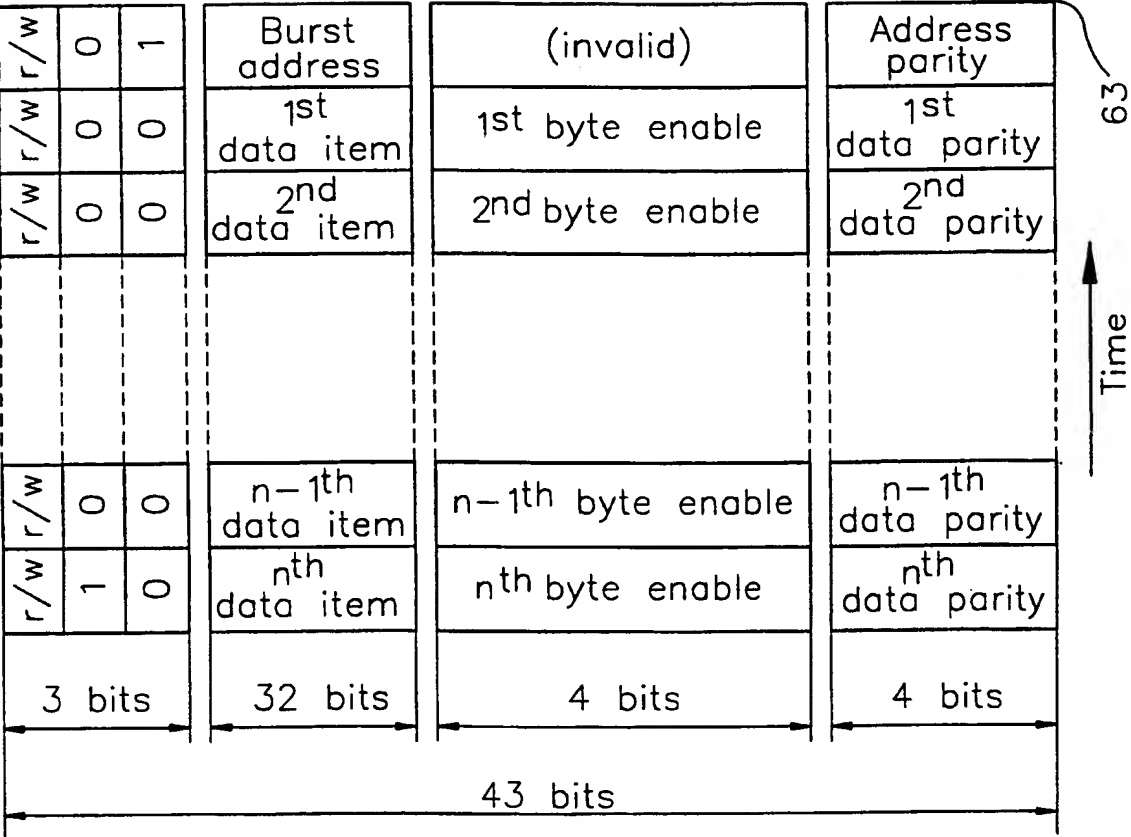 r/w 0 1
Burst
address
(invalid)
Address
parity
r/w 0 0
1st
data item
1st byte enable
1st
data parity
r/w 0 0
2nd
data item
2nd byte enable
2nd
data parity
r/w 0 0
n-1th
data item
n-1th byte enable
n-1th
data parity
r/w 1 0
nth
data item
nth byte enable
nth
data parity
3 bits
32 bits
4 bits
4 bits
43 bits
63
Time